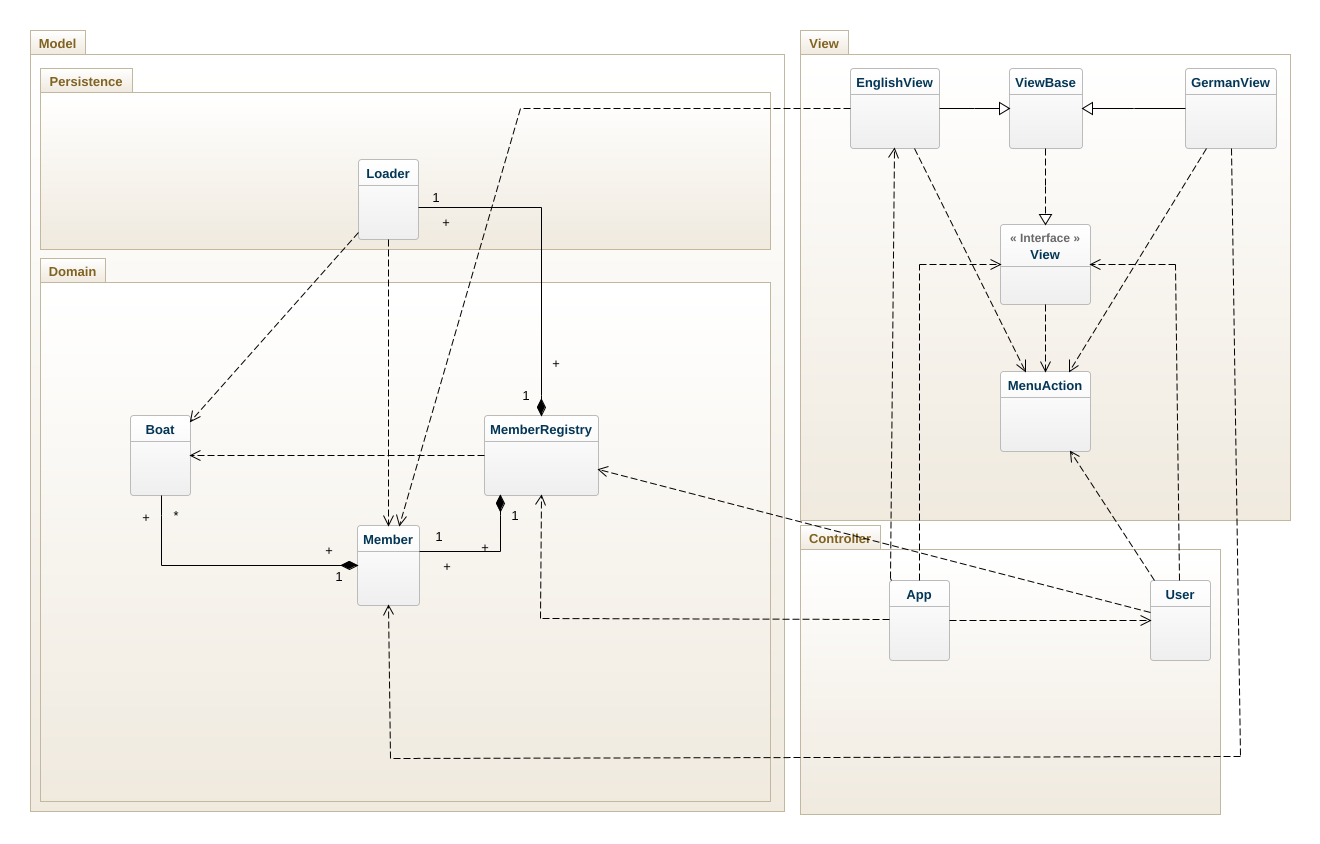 Model
View
Persistence
EnglishView
ViewBase
GermanView
Loader
1
+
« Interface »
View
Domain
+
1
MenuAction
Boat
MemberRegistry
+
*
1
Member
1
+
+
+
1
Controller
App
User